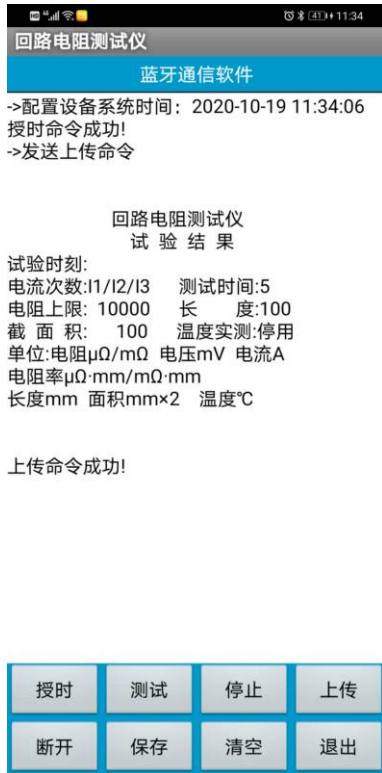 HD 4G 41 11:34
回路电阻测试仪
蓝牙通信软件
->配置设备系统时间：2020-10-19 11:34:06
授时命令成功!
->发送上传命令
回路电阻测试仪
试 验 结 果
试验时刻:
电流次数:I1/I2/I3 测试时间:5
电阻上限: 10000 长 度:100
截 面 积: 100 温度实测:停用
单位:电阻μΩ/mΩ 电压mV 电流A
电阻率μΩ·mm/mΩ·mm
长度mm 面积mm×2 温度℃
上传命令成功!
授时 测试 停止 上传
断开 保存 清空 退出